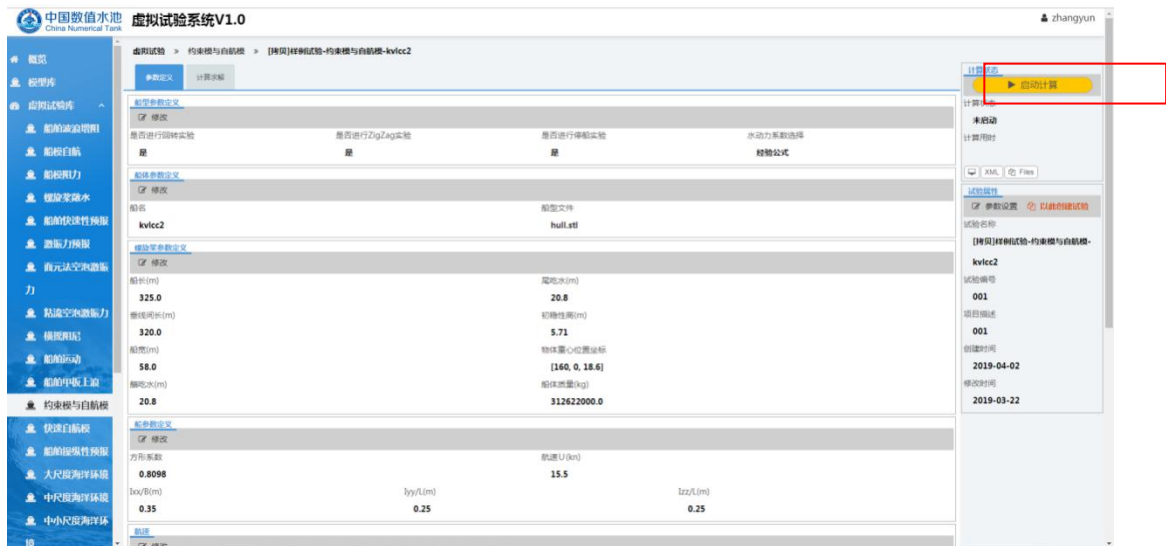 中国数值水池
China Numerical Tank
虚拟试验系统V1.0
zhangyun
概览
模型库
虚拟试验库
船舶波浪增阻
船模自航
船模阻力
螺旋桨敞水
船舶快速性预报
激振力预报
面元法空泡激振
力
粘流空泡激振力
横摇阻尼
船舶运动
船舶甲板上浪
约束模与自航模
快速自航模
船舶操纵性预报
大尺度海洋环境
中尺度海洋环境
中小尺度海洋环
境
虚拟试验 » 约束模与自航模 » [拷贝]样例试验-约束模与自航模-kvlcc2
参数定义
计算求解
船型参数定义
修改
是否进行回转实验 是否进行ZigZag实验 是否进行停船实验 水动力系数选择
是 是 是 经验公式
船体参数定义
修改
船名 船型文件
kvlcc2 hull.stl
螺旋桨参数定义
修改
船长(m) 尾吃水(m)
325.0 20.8
垂线间长(m) 初稳性高(m)
320.0 5.71
船宽(m) 物体重心位置坐标
58.0 [160, 0, 18.6]
艏吃水(m) 船体质量(kg)
20.8 312622000.0
舵参数定义
修改
方形系数 航速U(kn)
0.8098 15.5
Ixx/B(m) Iyy/L(m) Izz/L(m)
0.35 0.25 0.25
航速
修改
计算状态
启动计算
计算状态
未启动
计算用时
XML Files
试验属性
参数设置 以此创建试验
试验名称
[拷贝]样例试验-约束模与自航模-
kvlcc2
试验编号
001
项目描述
001
创建时间
2019-04-02
修改时间
2019-03-22